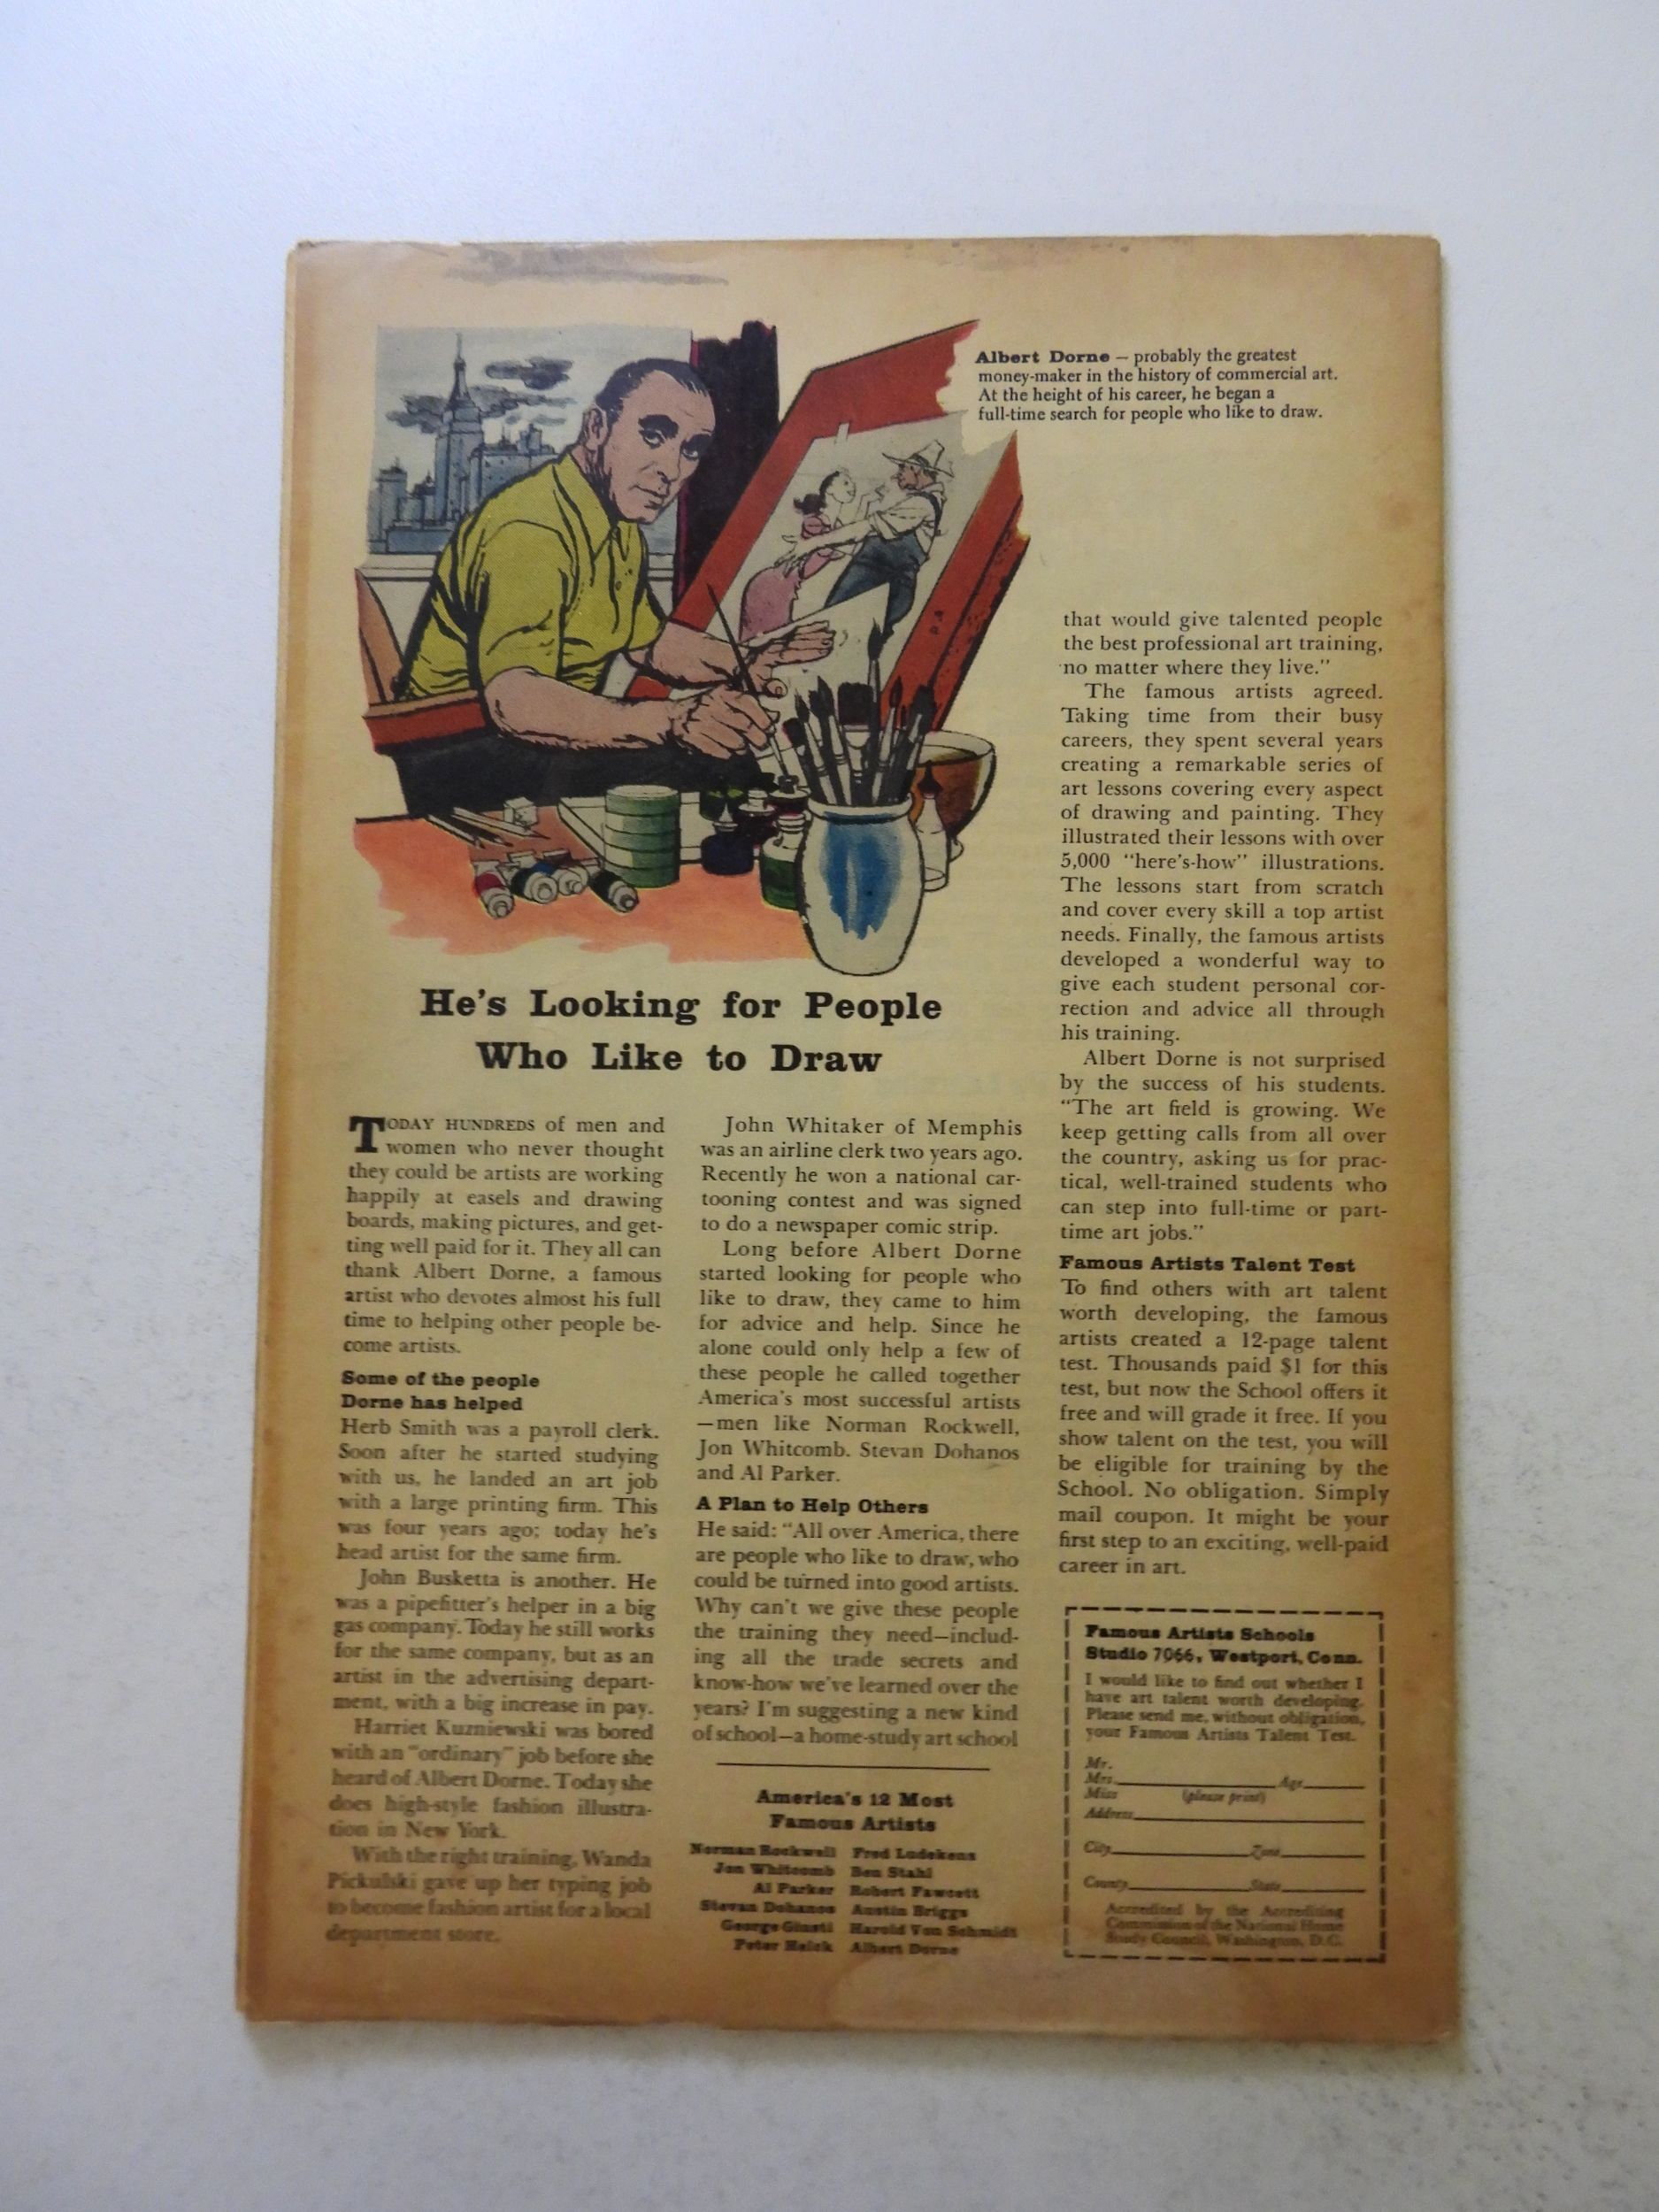 Albert Dorne – probably the greatest
money-maker in the history of commercial art.
At the height of his career, he began a
full-time search for people who like to draw.
He's Looking for People
Who Like to Draw
TODAY HUNDREDS of men and
women who never thought
they could be artists are working
happily at easels and drawing
boards, making pictures, and get-
ting well paid for it. They all can
thank Albert Dorne, a famous
artist who devotes almost his full
time to helping other people be-
come artists.
Some of the people
Dorne has helped
Herb Smith was a payroll clerk.
Soon after he started studying
with us, he landed an art job
with a large printing firm. This
was four years ago; today he's
head artist for the same firm.
John Busketta is another. He
was a pipefitter's helper in a big
gas company. Today he still works
for the same company, but as an
artist in the advertising depart-
ment, with a big increase in pay.
Harriet Kuzniewski was bored
with an "ordinary" job before she
heard of Albert Dorne. Today she
does high-style fashion illustra-
tion in New York.
With the right training, Wanda
Pickulski gave up her typing job
to become fashion artist for a local
department store.
John Whitaker of Memphis
was an airline clerk two years ago.
Recently he won a national car-
tooning contest and was signed
to do a newspaper comic strip.
Long before Albert Dorne
started looking for people who
like to draw, they came to him
for advice and help. Since he
alone could only help a few of
these people he called together
America's most successful artists
—men like Norman Rockwell,
Jon Whitcomb. Stevan Dohanos
and Al Parker.
A Plan to Help Others
He said: "All over America, there
are people who like to draw, who
could be turned into good artists.
Why can't we give these people
the training they need—includ-
ing all the trade secrets and
know-how we've learned over the
years? I'm suggesting a new kind
of school—a home-study art school
America's 12 Most
Famous Artists
Norman Rockwell Fred Ludekens
Jon Whitcomb Ben Stahl
Al Parker Robert Fawcett
Stevan Dohanos Austin Briggs
George Giusti Harold Von Schmidt
Peter Helck Albert Dorne
that would give talented people
the best professional art training,
no matter where they live."
The famous artists agreed.
Taking time from their busy
careers, they spent several years
creating a remarkable series of
art lessons covering every aspect
of drawing and painting. They
illustrated their lessons with over
5,000 "here's-how" illustrations.
The lessons start from scratch
and cover every skill a top artist
needs. Finally, the famous artists
developed a wonderful way to
give each student personal cor-
rection and advice all through
his training.
Albert Dorne is not surprised
by the success of his students.
"The art field is growing. We
keep getting calls from all over
the country, asking us for prac-
tical, well-trained students who
can step into full-time or part-
time art jobs."
Famous Artists Talent Test
To find others with art talent
worth developing, the famous
artists created a 12-page talent
test. Thousands paid $1 for this
test, but now the School offers it
free and will grade it free. If you
show talent on the test, you will
be eligible for training by the
School. No obligation. Simply
mail coupon. It might be your
first step to an exciting, well-paid
career in art.
Famous Artists Schools
Studio 7066, Westport, Conn.
I would like to find out whether I
have art talent worth developing.
Please send me, without obligation,
your Famous Artists Talent Test.
Mr.
Mrs. Age
Miss (please print)
Address
City Zone
County State
Accredited by the Accrediting
Commission of the National Home
Study Council, Washington, D.C.